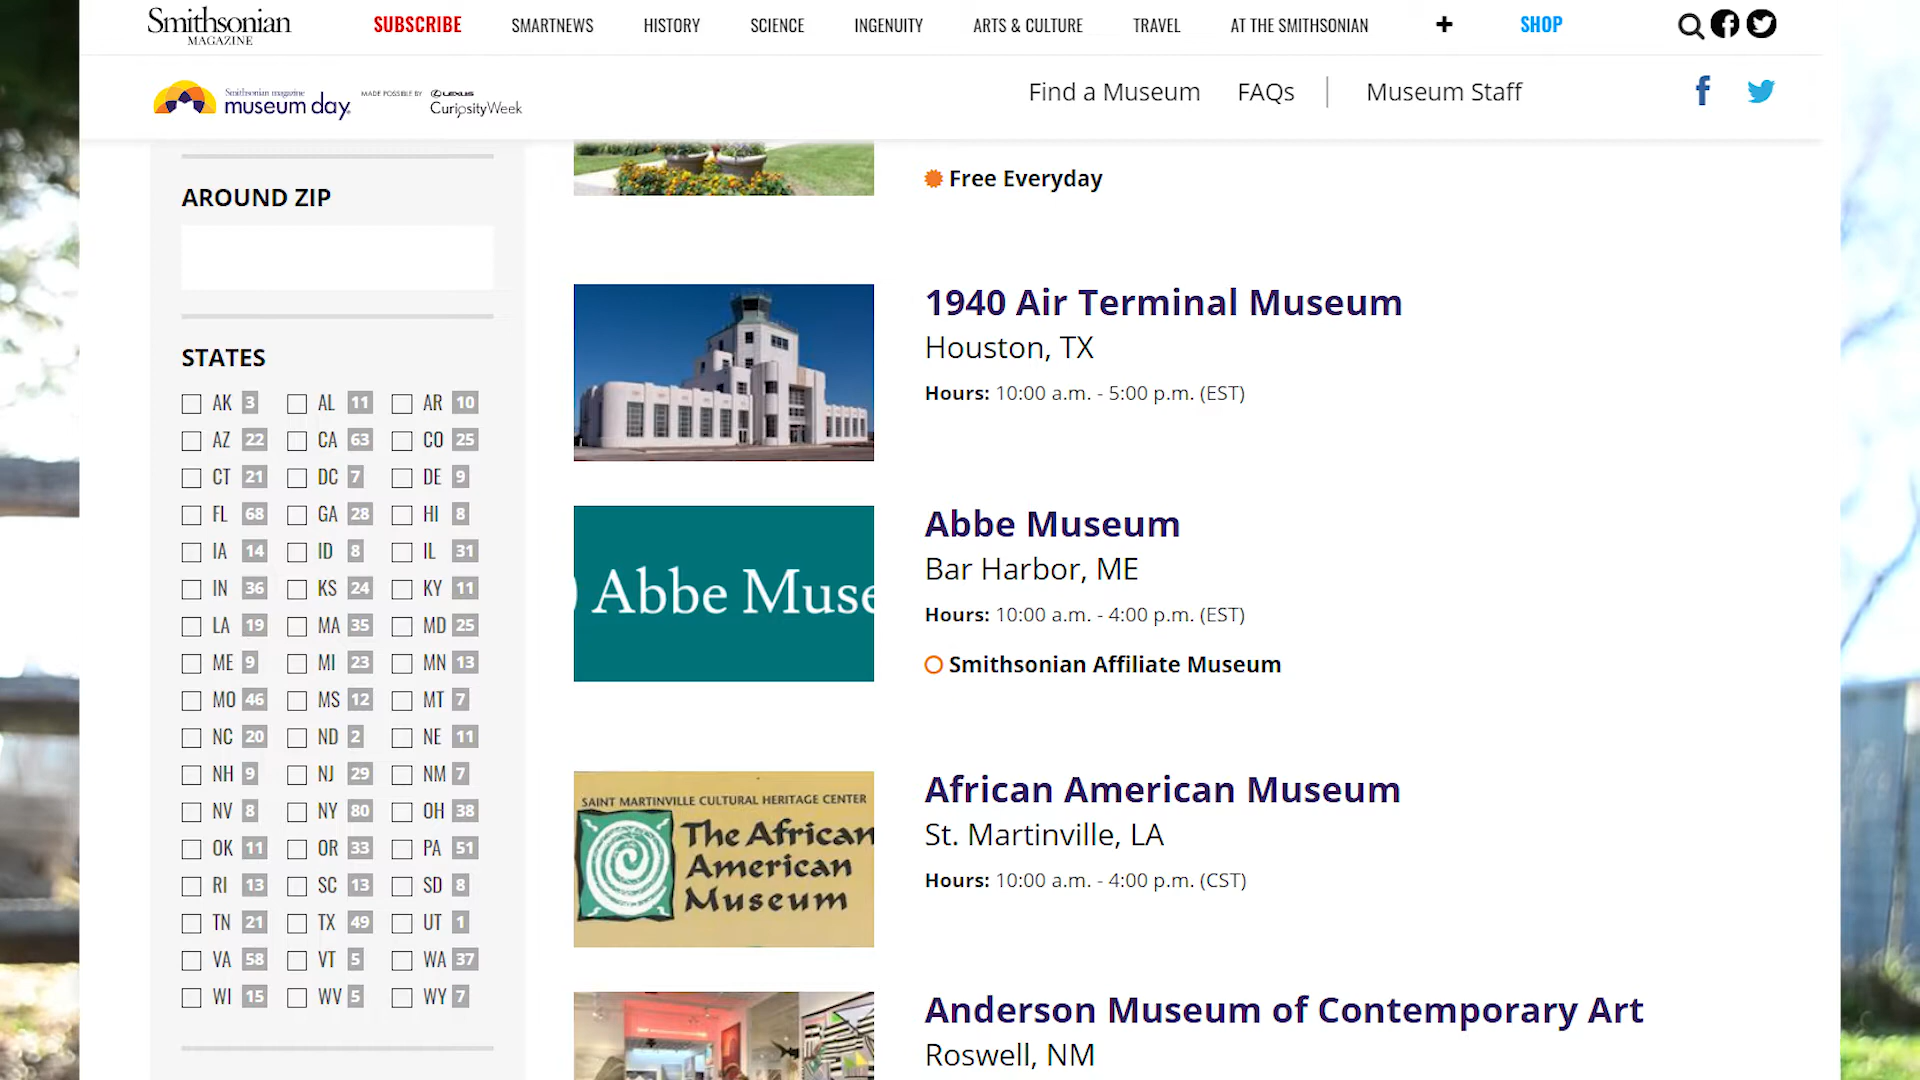 Smithsonian
MAGAZINE
SUBSCRIBE
SMARTNEWS
HISTORY
SCIENCE
INGENUITY
ARTS & CULTURE
TRAVEL
AT THE SMITHSONIAN
+
SHOP
Smithsonian magazine
museum day
MADE POSSIBLE BY
LEXUS
CuriosityWeek
Find a Museum
FAQs
Museum Staff
AROUND ZIP
STATES
AK 3 AL 11 AR 10
AZ 22 CA 63 CO 25
CT 21 DC 7 DE 9
FL 68 GA 28 HI 8
IA 14 ID 8 IL 31
IN 36 KS 24 KY 11
LA 19 MA 35 MD 25
ME 9 MI 23 MN 13
MO 46 MS 12 MT 7
NC 20 ND 2 NE 11
NH 9 NJ 29 NM 7
NV 8 NY 80 OH 38
OK 11 OR 33 PA 51
RI 13 SC 13 SD 8
TN 21 TX 49 UT 1
VA 58 VT 5 WA 37
WI 15 WV 5 WY 7
Free Everyday
1940 Air Terminal Museum
Houston, TX
Hours: 10:00 a.m. - 5:00 p.m. (EST)
Abbe Muse
Abbe Museum
Bar Harbor, ME
Hours: 10:00 a.m. - 4:00 p.m. (EST)
Smithsonian Affiliate Museum
SAINT MARTINVILLE CULTURAL HERITAGE CENTER
The African
American
Museum
African American Museum
St. Martinville, LA
Hours: 10:00 a.m. - 4:00 p.m. (CST)
Anderson Museum of Contemporary Art
Roswell, NM